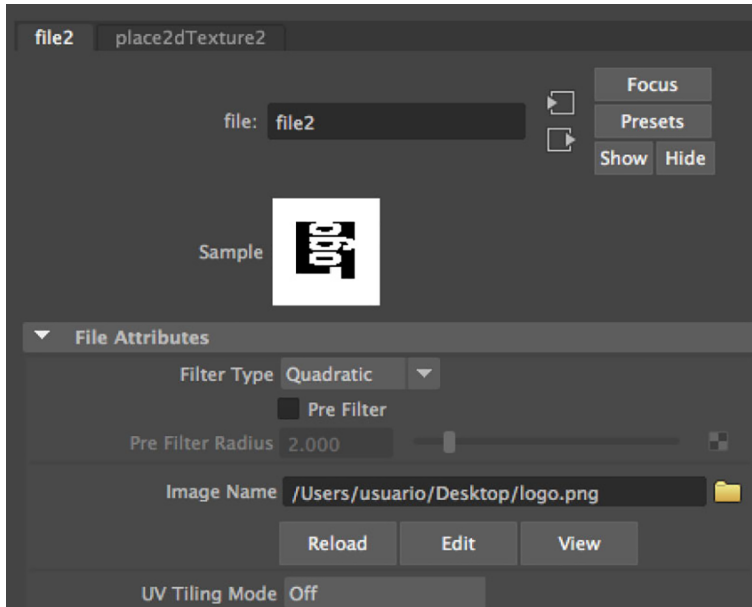 file2 place2dTexture2
Focus
file: file2
Presets
Show Hide
Sample
logo
File Attributes
Filter Type Quadratic
Pre Filter
Pre Filter Radius 2.000
Image Name /Users/usuario/Desktop/logo.png
Reload Edit View
UV Tiling Mode Off